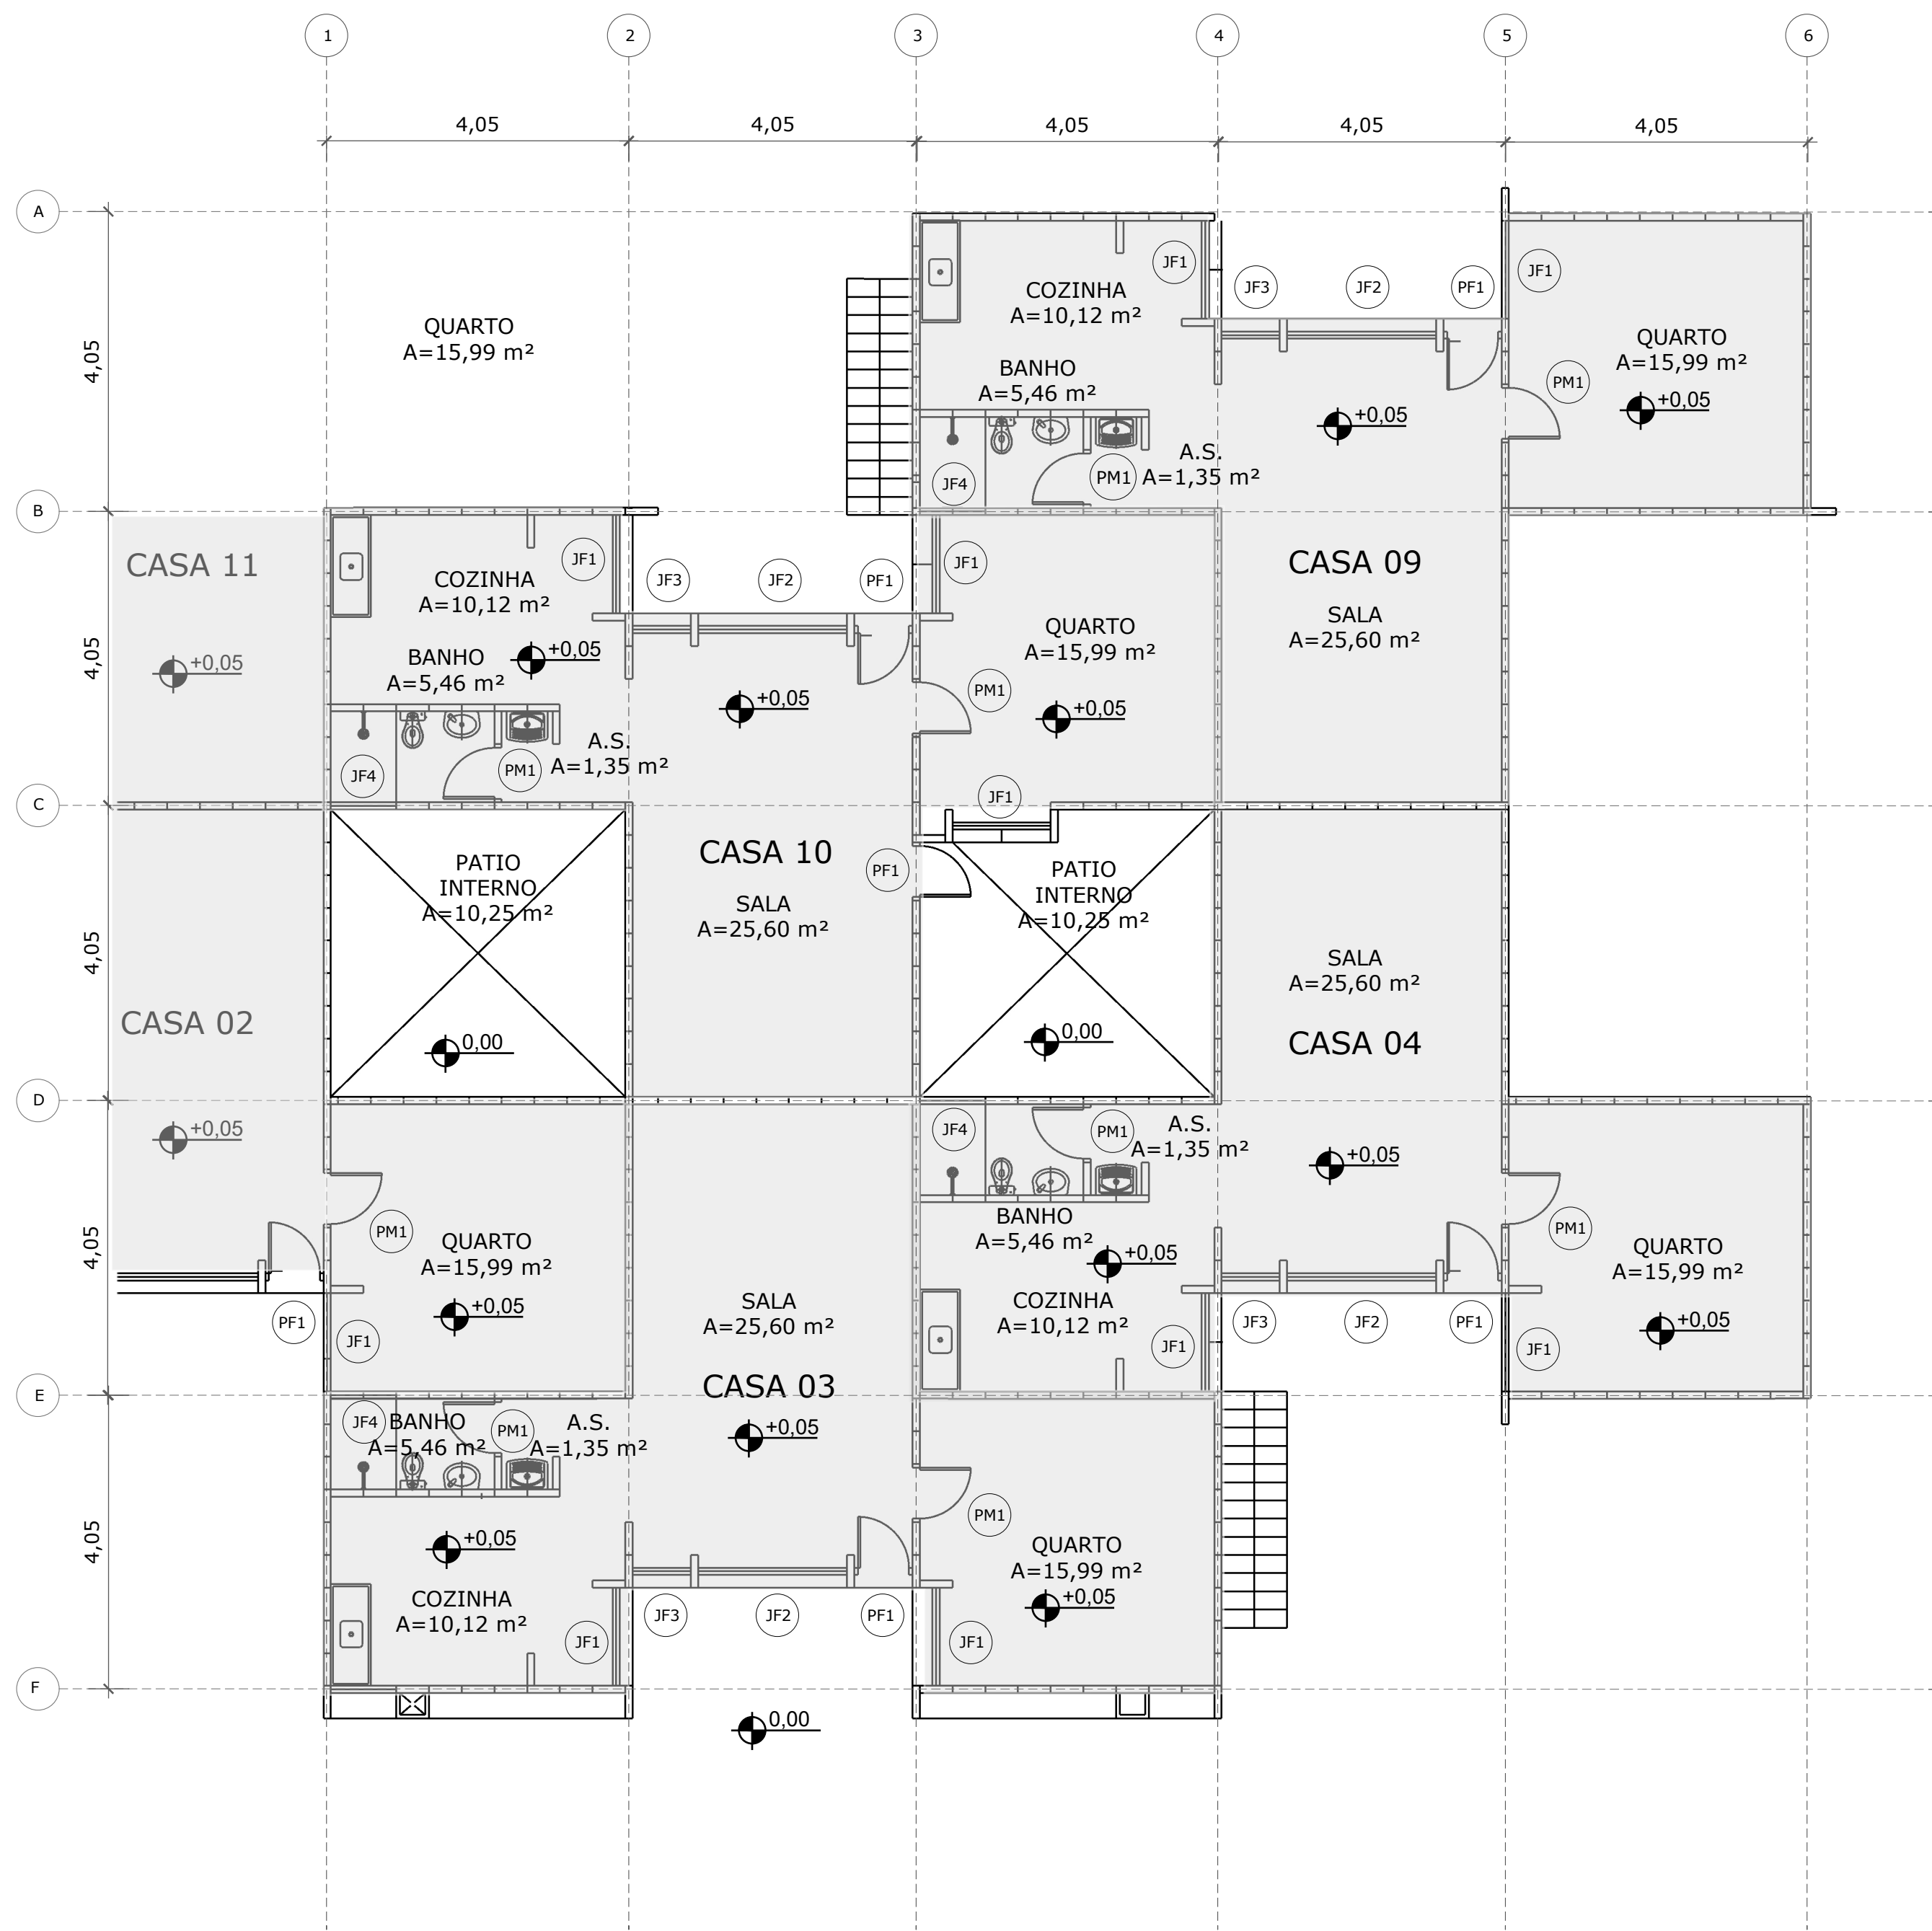 1 2 3 4 5 6
4,05 4,05 4,05 4,05 4,05
A
B
C
D
E
F
4,05
4,05
4,05
4,05
4,05
QUARTO
A=15,99 m²
COZINHA
A=10,12 m²
JF1
BANHO
A=5,46 m²
JF4
PM1
A.S.
A=1,35 m²
JF3 JF2 PF1
+0,05
JF1
QUARTO
A=15,99 m²
PM1
+0,05
CASA 09
SALA
A=25,60 m²
CASA 11
+0,05
COZINHA
A=10,12 m²
JF1
BANHO
A=5,46 m²
+0,05
JF4
PM1
A.S.
A=1,35 m²
JF3 JF2 PF1
+0,05
JF1
QUARTO
A=15,99 m²
PM1
+0,05
JF1
CASA 10
SALA
A=25,60 m²
PF1
PATIO
INTERNO
A=10,25 m²
0,00
PATIO
INTERNO
A=10,25 m²
0,00
SALA
A=25,60 m²
CASA 04
CASA 02
+0,05
PF1
PM1
QUARTO
A=15,99 m²
+0,05
JF1
SALA
A=25,60 m²
CASA 03
+0,05
JF4
PM1
A.S.
A=1,35 m²
BANHO
A=5,46 m²
+0,05
COZINHA
A=10,12 m²
JF1
+0,05
JF3 JF2 PF1
PM1
QUARTO
A=15,99 m²
+0,05
JF1
JF4
BANHO
A=5,46 m²
PM1
A.S.
A=1,35 m²
+0,05
COZINHA
A=10,12 m²
JF1
JF3 JF2 PF1
PM1
QUARTO
A=15,99 m²
+0,05
JF1
0,00